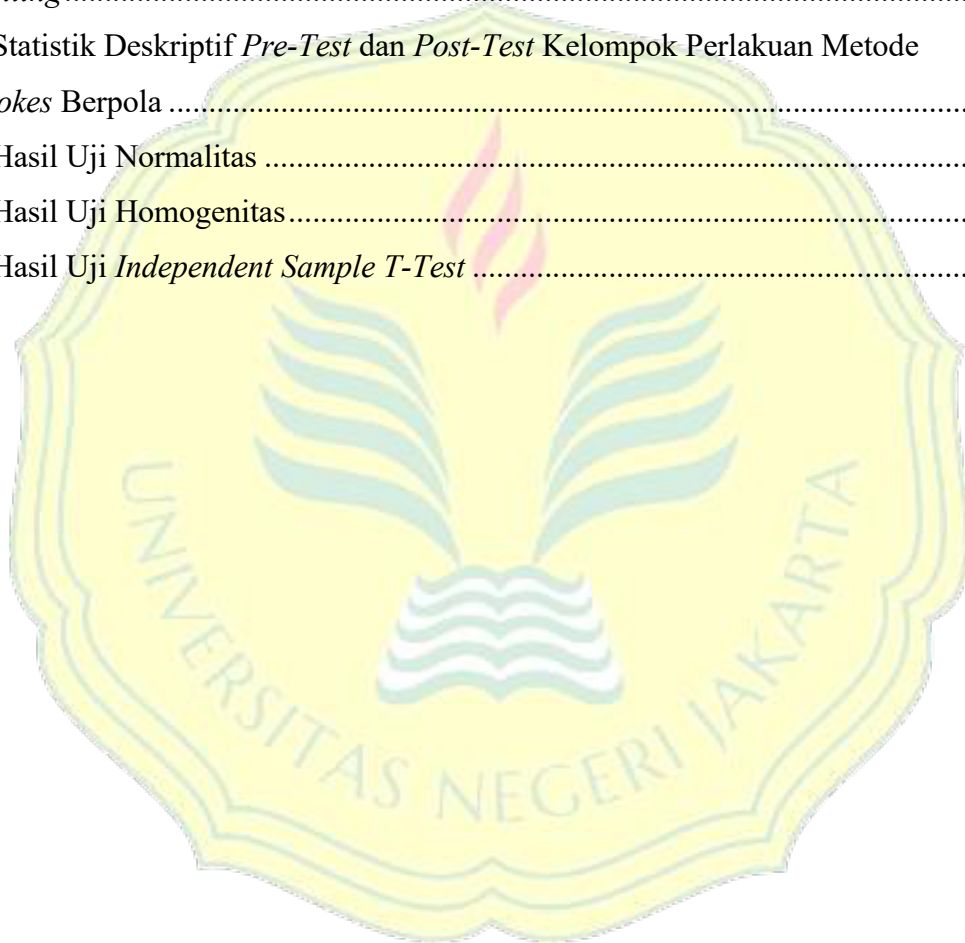 Statistik Deskriptif Pre-Test dan Post-Test Kelompok Perlakuan Metode
Berpola ...............................................................................................
Hasil Uji Normalitas .....................................................................................
Hasil Uji Homogenitas..................................................................................
Hasil Uji Independent Sample T-Test ...........................................................
UNIVERSITAS NEGERI JAKARTA